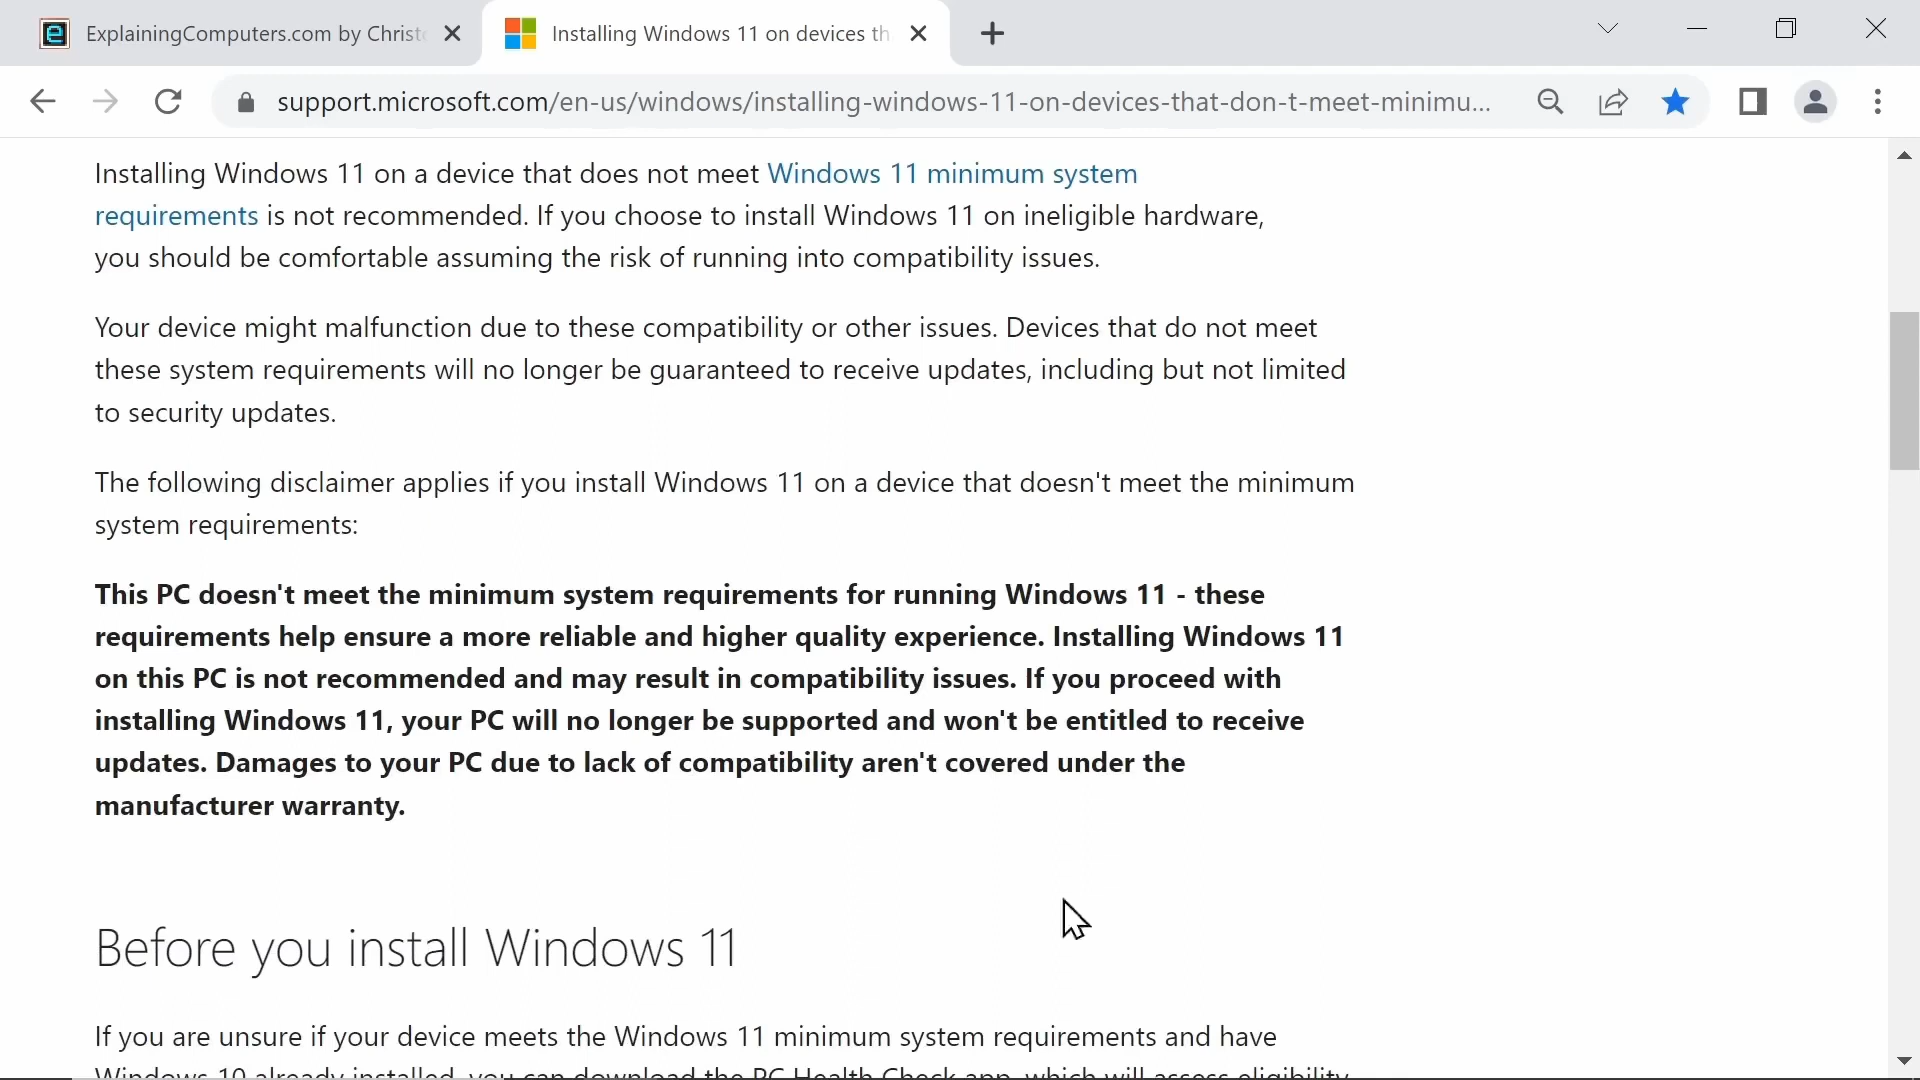 ExplainingComputers.com by Christ
Installing Windows 11 on devices th
support.microsoft.com/en-us/windows/installing-windows-11-on-devices-that-don-t-meet-minimu...
Installing Windows 11 on a device that does not meet Windows 11 minimum system
requirements is not recommended. If you choose to install Windows 11 on ineligible hardware,
you should be comfortable assuming the risk of running into compatibility issues.
Your device might malfunction due to these compatibility or other issues. Devices that do not meet
these system requirements will no longer be guaranteed to receive updates, including but not limited
to security updates.
The following disclaimer applies if you install Windows 11 on a device that doesn't meet the minimum
system requirements:
This PC doesn't meet the minimum system requirements for running Windows 11 - these
requirements help ensure a more reliable and higher quality experience. Installing Windows 11
on this PC is not recommended and may result in compatibility issues. If you proceed with
installing Windows 11, your PC will no longer be supported and won't be entitled to receive
updates. Damages to your PC due to lack of compatibility aren't covered under the
manufacturer warranty.
Before you install Windows 11
If you are unsure if your device meets the Windows 11 minimum system requirements and have
Windows 10 already installed, you can download the PC Health Check app, which will assess eligibility